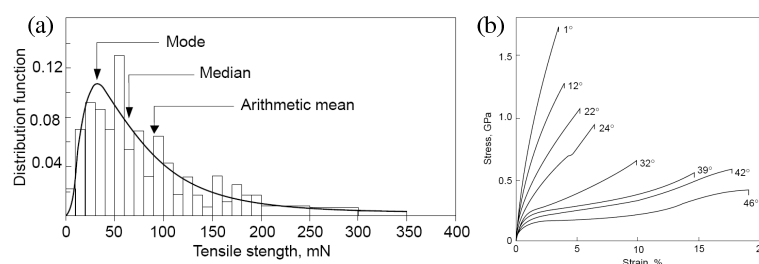 (a)
Distribution function
0.12
0.08
0.04
Mode
Median
Arithmetic mean
0 50 100 150 200 250 300 350 400
Tensile stength, mN
(b)
Stress, GPa
1.5
1.0
0.5
0
1°
12°
22°
24°
32°
39°
42°
46°
0 5 10 15 2
Strain, %